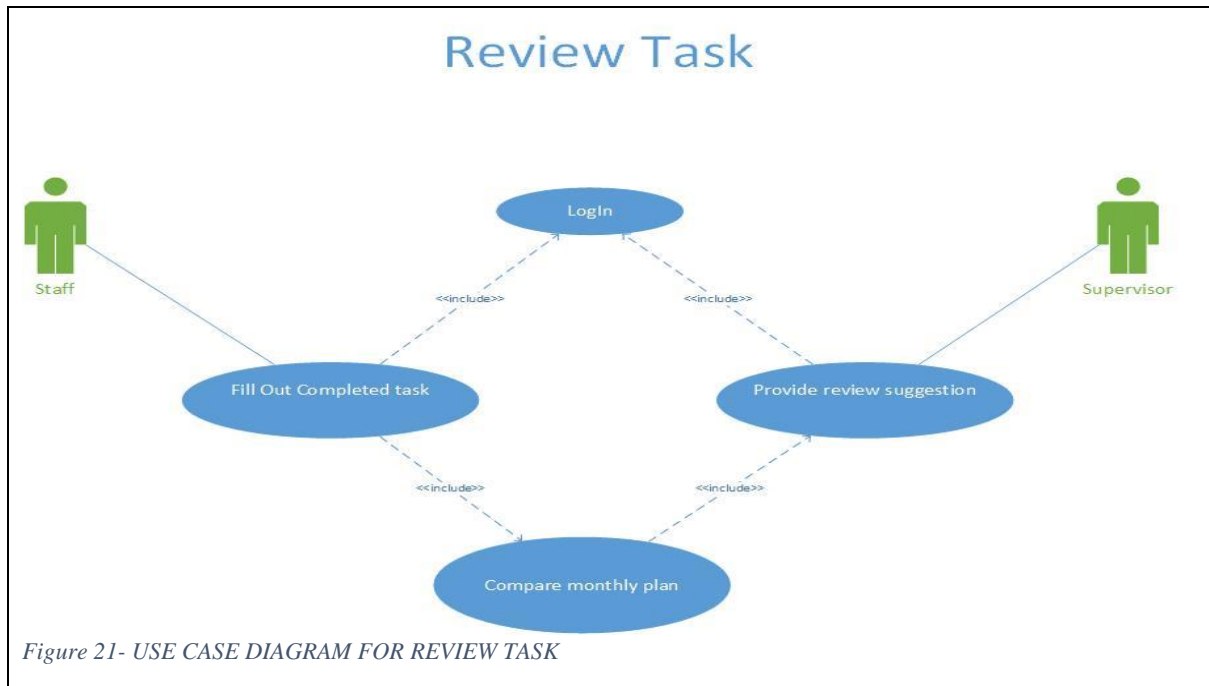 Review Task
LogIn
Staff
Supervisor
<<include>>
<<include>>
Fill Out Completed task
Provide review suggestion
<<include>>
<<include>>
Compare monthly plan
Figure 21- USE CASE DIAGRAM FOR REVIEW TASK